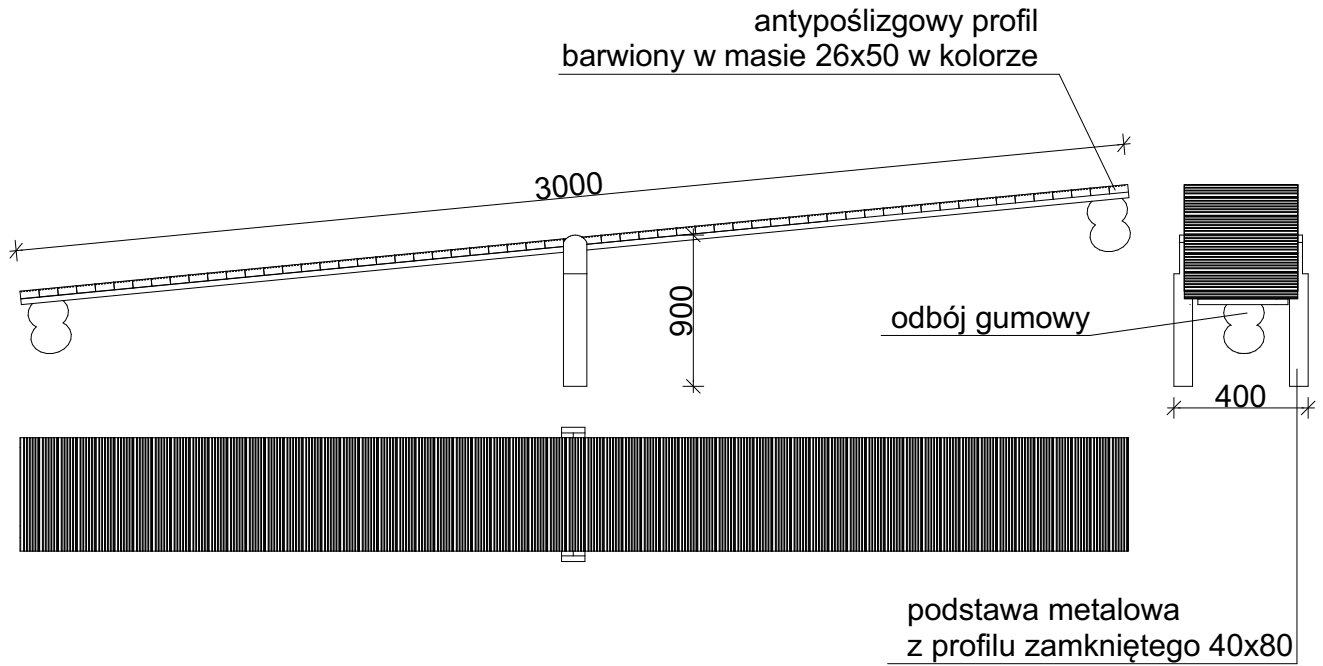 antypoślizgowy profil
barwiony w masie 26x50 w kolorze
3000
900
odbój gumowy
400
podstawa metalowa
z profilu zamkniętego 40x80